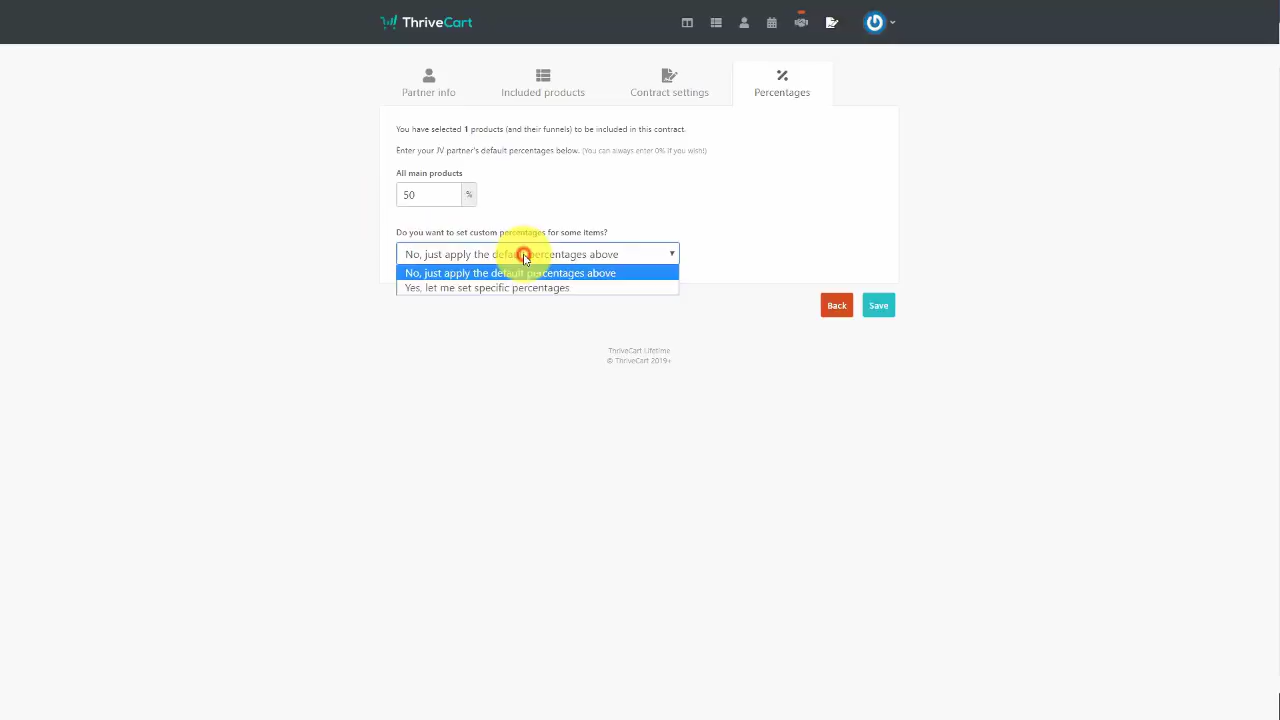 ThriveCart
Partner info
Included products
Contract settings
Percentages
You have selected 1 products (and their funnels) to be included in this contract.
Enter your JV partner's default percentages below. (You can always enter 0% if you wish!)
All main products
50 %
Do you want to set custom percentages for some items?
No, just apply the default percentages above
No, just apply the default percentages above
Yes, let me set specific percentages
Back
Save
ThriveCart Lifetime
© ThriveCart 2019+